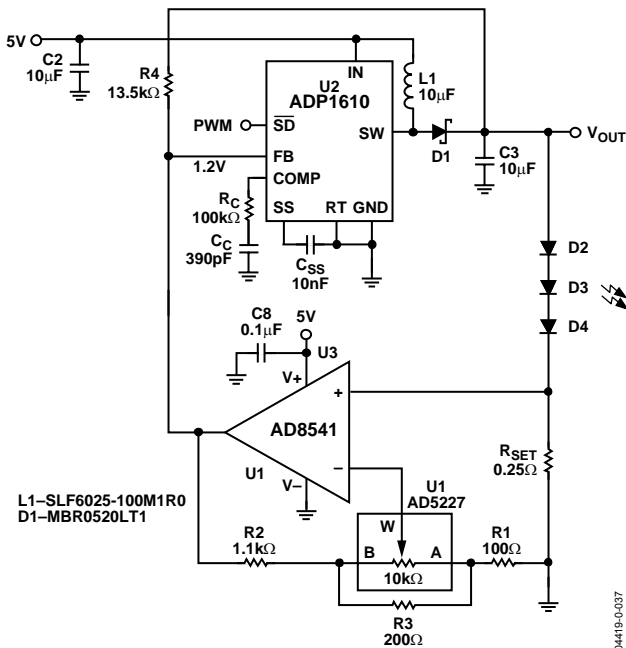 5V
C2
10µF
R4
13.5kΩ
PWM
1.2V
IN
U2
ADP1610
SD
SW
FB
COMP
SS
RT
GND
L1
10µF
D1
VOUT
C3
10µF
RC
100kΩ
CC
390pF
CSS
10nF
D2
D3
D4
C8
0.1µF
5V
U3
V+
+
AD8541
–
U1
V–
RSET
0.25Ω
L1–SLF6025-100M1R0
D1–MBR0520LT1
U1
AD5227
W
B
A
10kΩ
R2
1.1kΩ
R1
100Ω
R3
200Ω
04419-0-037